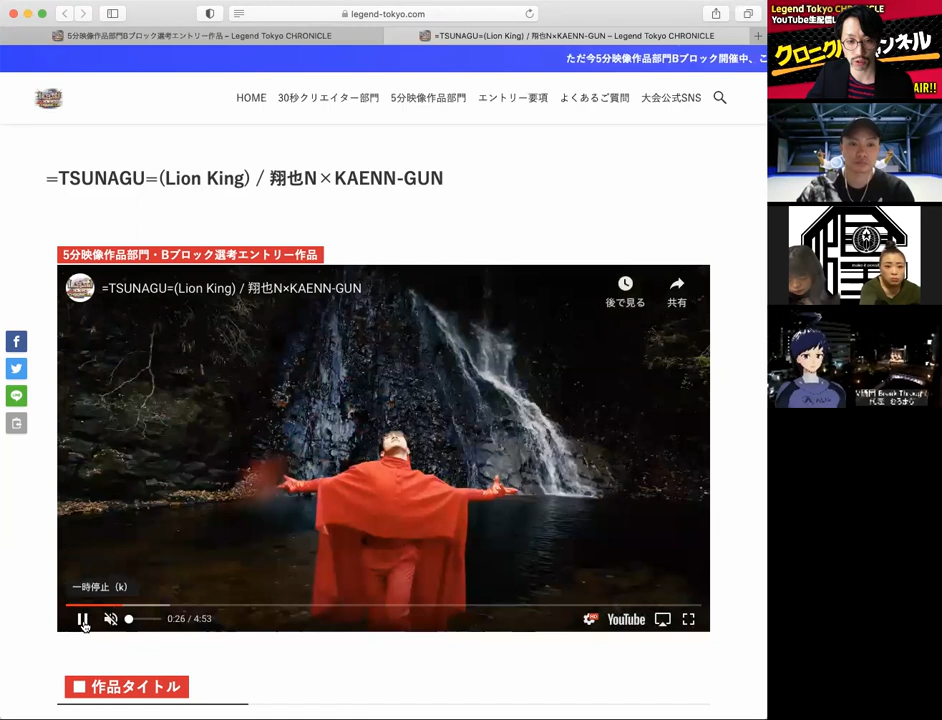 legend-tokyo.com
5分映像作品部門Bブロック選考エントリー作品 – Legend Tokyo CHRONICLE
=TSUNAGU=(Lion King) / 翔也N×KAENN-GUN – Legend Tokyo CHRONICLE
ただ今5分映像作品部門Bブロック開催中、こ
HOME 30秒クリエイター部門 5分映像作品部門 エントリー要項 よくあるご質問 大会公式SNS
=TSUNAGU=(Lion King) / 翔也N×KAENN-GUN
5分映像作品部門・Bブロック選考エントリー作品
=TSUNAGU=(Lion King) / 翔也N×KAENN-GUN
後で見る
共有
一時停止 (k)
0:26 / 4:53
HD
YouTube
■ 作品タイトル
Legend Tokyo CHRONICLE
YouTube生配信
クロニクル
ンネル
AIR!!